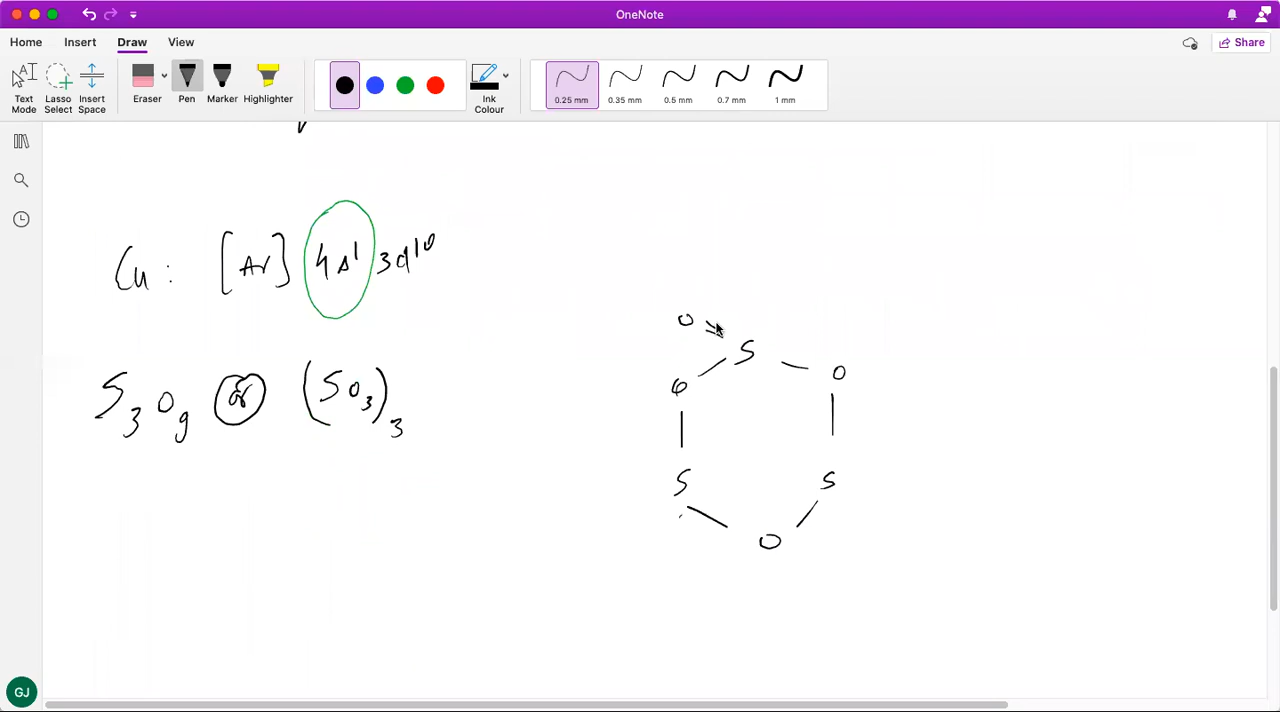 OneNote
Home Insert Draw View
Share
Text Mode
Lasso Select
Insert Space
Eraser
Pen
Marker
Highlighter
Ink Colour
0.25 mm
0.35 mm
0.5 mm
0.7 mm
1 mm
Cu : [Ar] 4s¹ 3d¹⁰
S₃O₉ or (SO₃)₃
O
S
O O
S S
O
GJ